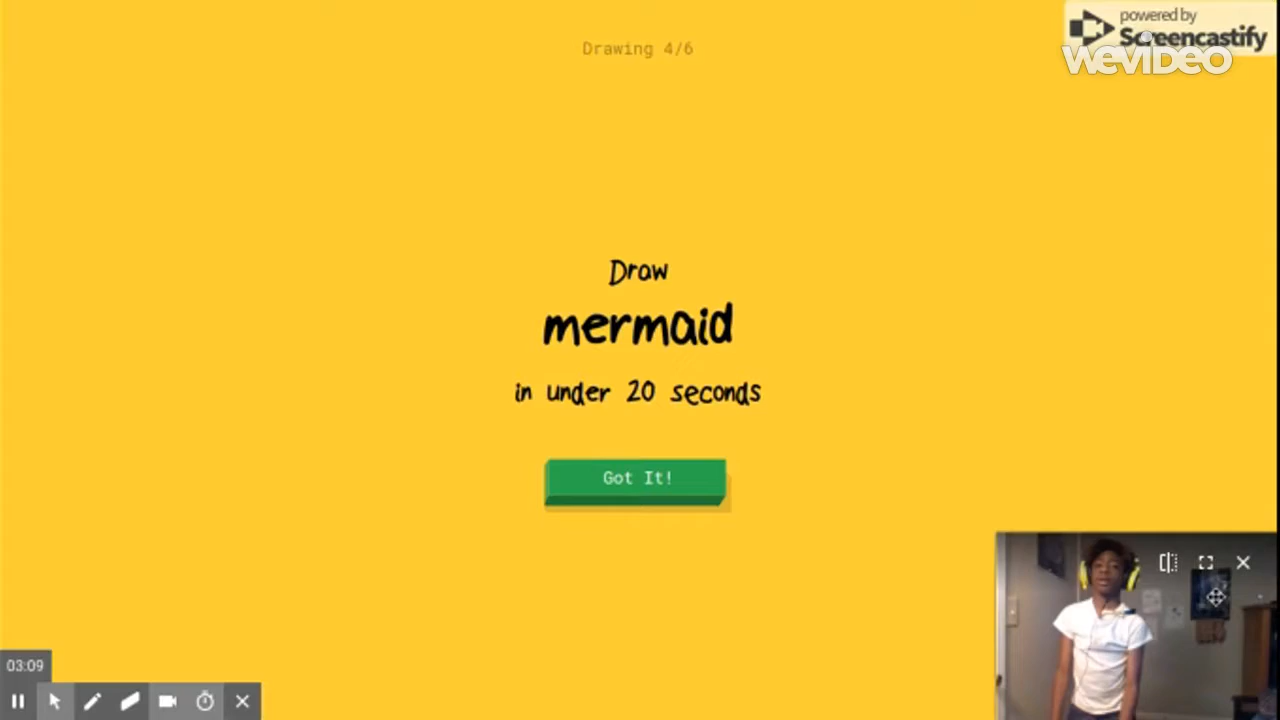 powered by
Screencastify
WeVideo
Drawing 4/6
Draw
mermaid
in under 20 seconds
Got It!
03:09